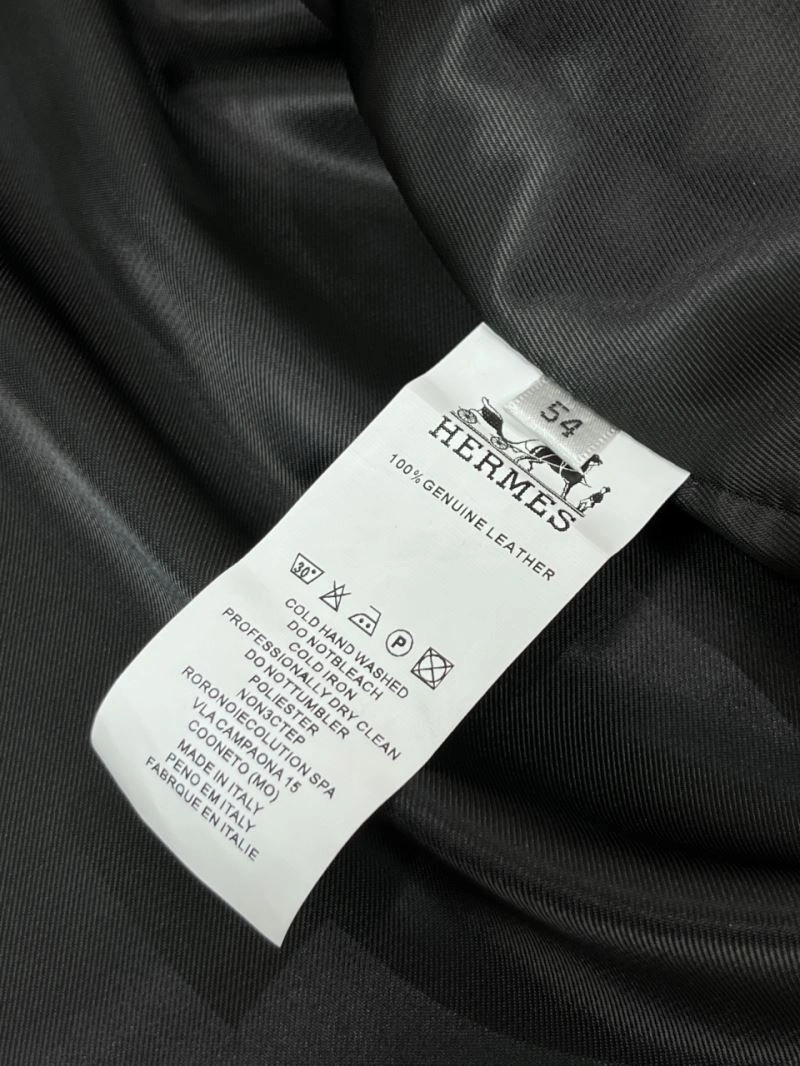 54
HERMES
100% GENUINE LEATHER
30°
P
COLD HAND WASHED
DO NOTBLEACH
COLD IRON
PROFESSIONALLY DRY CLEAN
DO NOTTUMBLER
POLIESTER
NON3CTEP
RORONOIECOLUTION SPA
VLA CAMPAONA 15
COONETO (MO)
MADE IN ITALY
PENO EM ITALY
FABRQUE EN ITALIE